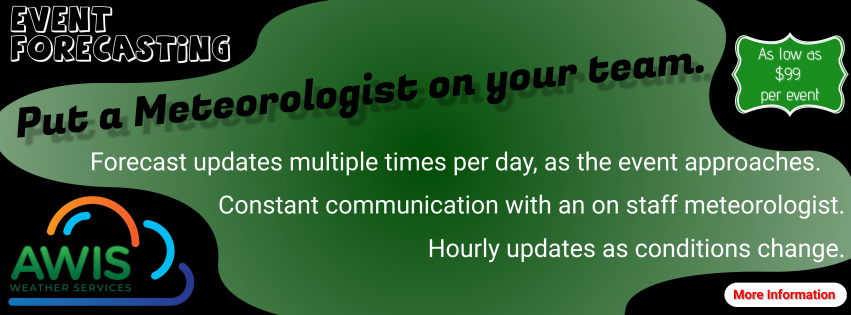 EVENT
FORECASTING
As low as
$99
per event
Put a Meteorologist on your team.
Forecast updates multiple times per day, as the event approaches.
Constant communication with an on staff meteorologist.
Hourly updates as conditions change.
AWIS
WEATHER SERVICES
More Information